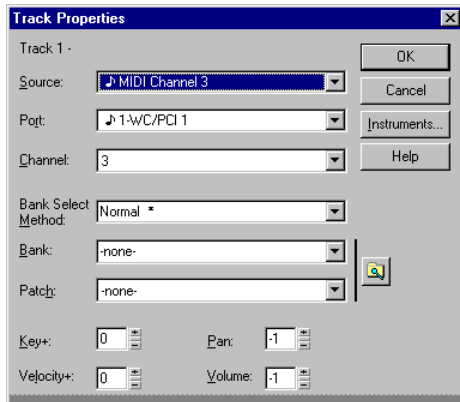 Track Properties
Track 1 -
OK
Source: MIDI Channel 3
Cancel
Port: 1-WC/PCI 1
Instruments...
Channel: 3
Help
Bank Select
Method: Normal *
Bank: -none-
Patch: -none-
Key+: 0 Pan: -1
Velocity+: 0 Volume: -1